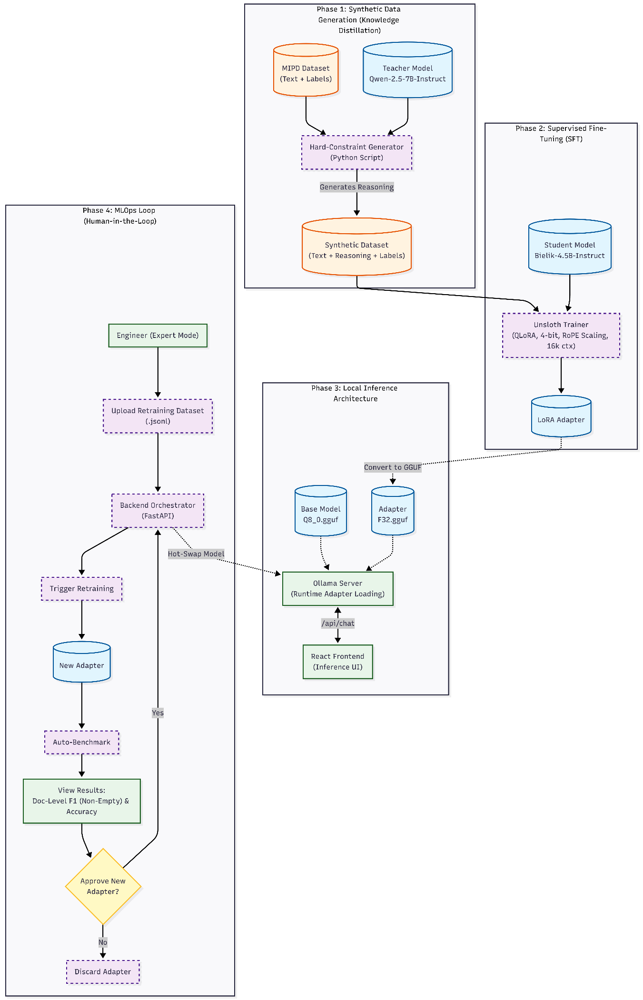 Phase 1: Synthetic Data
Generation (Knowledge
Distillation)
MIPD Dataset
(Text + Labels)
Teacher Model
Qwen-2.5-7B-Instruct
Hard-Constraint Generator
(Python Script)
Generates Reasoning
Synthetic Dataset
(Text + Reasoning + Labels)
Phase 2: Supervised Fine-
Tuning (SFT)
Student Model
Bielik-4.5B-Instruct
Unsloth Trainer
(QLoRA, 4-bit, RoPE Scaling,
16k ctx)
LoRA Adapter
Phase 3: Local Inference
Architecture
Convert to GGUF
Base Model
Q8_0.gguf
Adapter
F32.gguf
Ollama Server
(Runtime Adapter Loading)
/api/chat
React Frontend
(Inference UI)
Phase 4: MLOps Loop
(Human-in-the-Loop)
Engineer (Expert Mode)
Upload Retraining Dataset
(.jsonl)
Backend Orchestrator
(FastAPI)
Hot-Swap Model
Trigger Retraining
New Adapter
Yes
Auto-Benchmark
View Results:
Doc-Level F1 (Non-Empty) &
Accuracy
Approve New
Adapter?
No
Discard Adapter